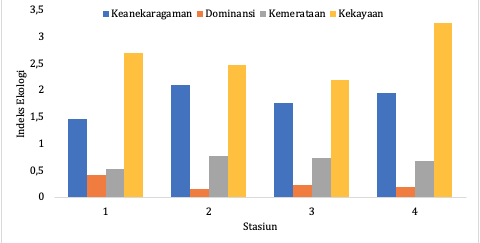 Keanekaragaman Dominansi Kemerataan Kekayaan
3,5
3
2,5
2
1,5
1
0,5
0
Indeks Ekologi
1 2 3 4
Stasiun